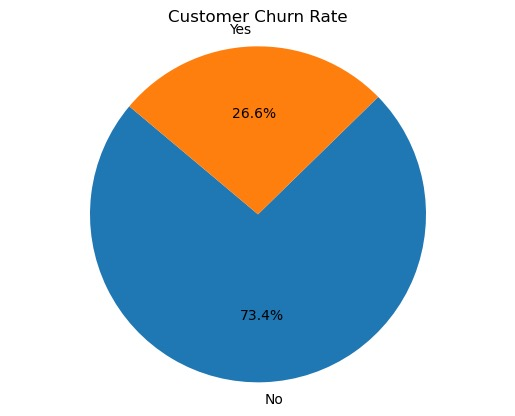 Customer Churn Rate
Yes
26.6%
73.4%
No